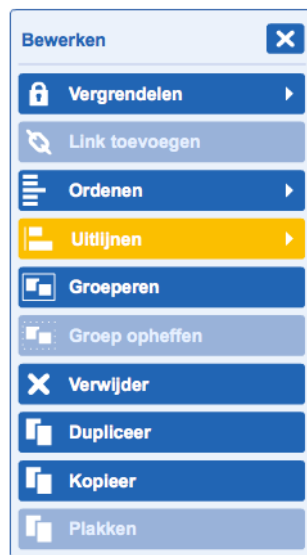 Bewerken
Vergrendelen
Link toevoegen
Ordenen
Uitlijnen
Groeperen
Groep opheffen
Verwijder
Dupliceer
Kopieer
Plakken